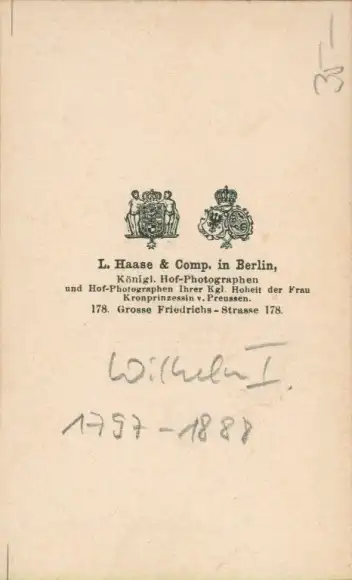 35 —
L. Haase & Comp. in Berlin,
Königl. Hof-Photographen
und Hof-Photographen Ihrer Kgl. Hoheit der Frau
Kronprinzessin v. Preussen.
178. Grosse Friedrichs-Strasse 178.
Wilhelm I.
1797 - 1888